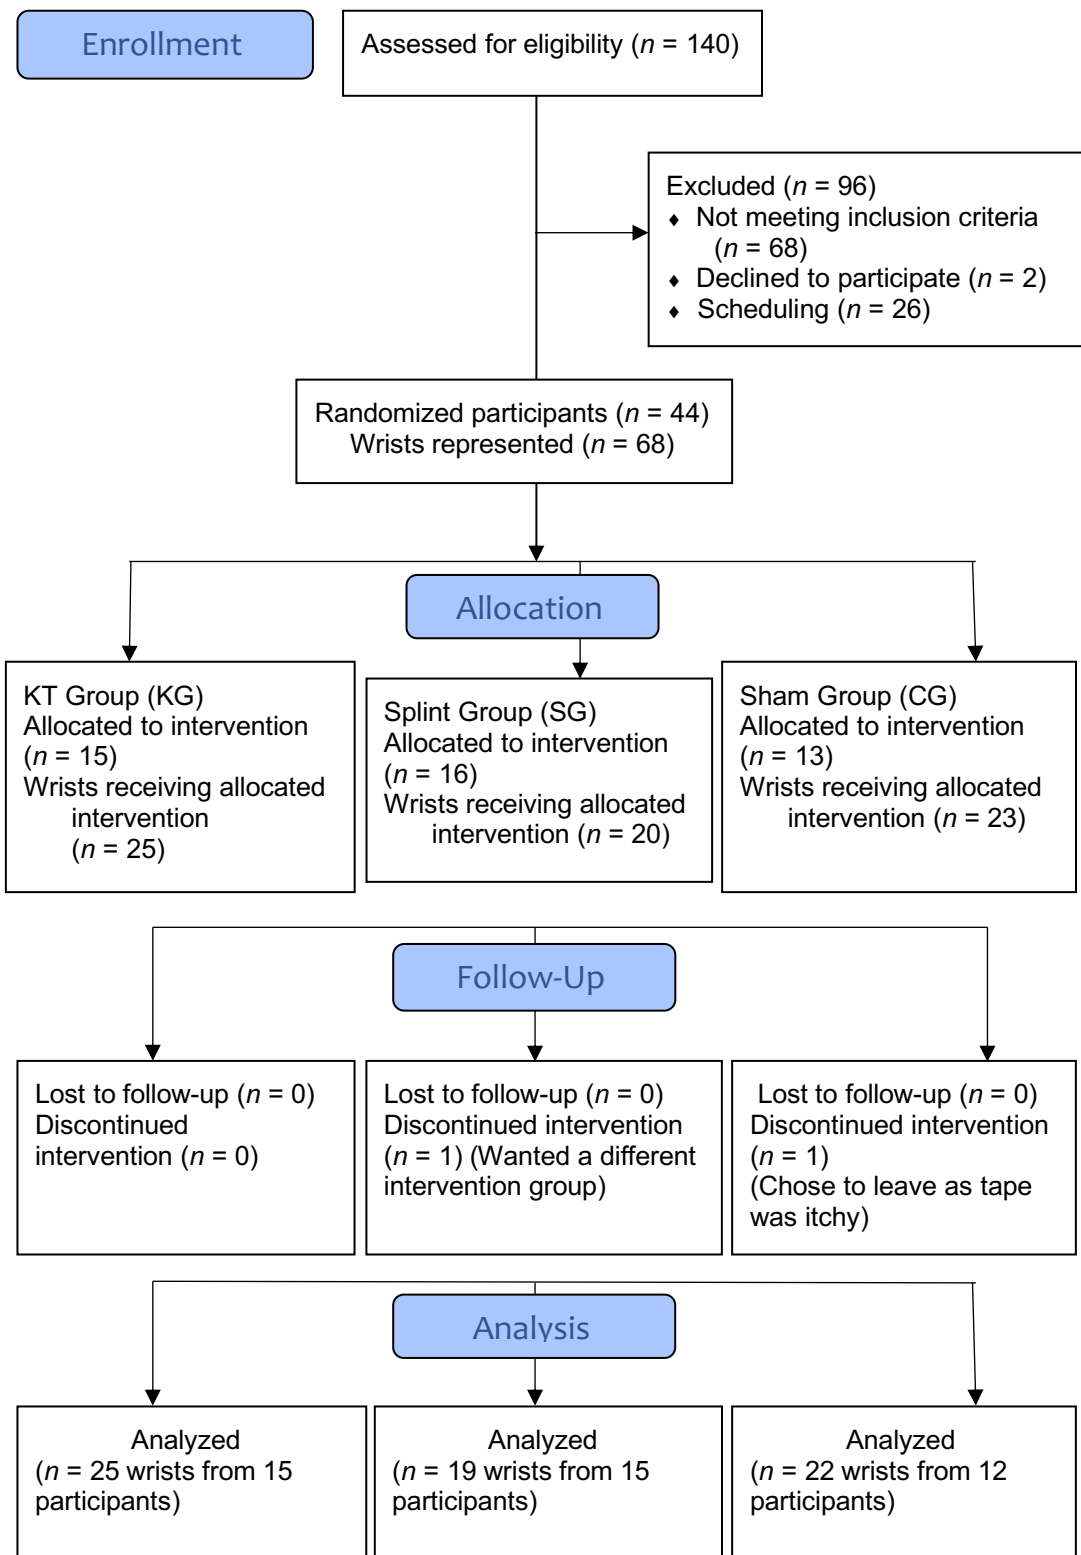 Enrollment
Assessed for eligibility (n = 140)
Excluded (n = 96)
♦ Not meeting inclusion criteria
(n = 68)
♦ Declined to participate (n = 2)
♦ Scheduling (n = 26)
Randomized participants (n = 44)
Wrists represented (n = 68)
Allocation
KT Group (KG)
Allocated to intervention
(n = 15)
Wrists receiving allocated
intervention
(n = 25)
Splint Group (SG)
Allocated to intervention
(n = 16)
Wrists receiving allocated
intervention (n = 20)
Sham Group (CG)
Allocated to intervention
(n = 13)
Wrists receiving allocated
intervention (n = 23)
Follow-Up
Lost to follow-up (n = 0)
Discontinued
intervention (n = 0)
Lost to follow-up (n = 0)
Discontinued intervention
(n = 1) (Wanted a different
intervention group)
Lost to follow-up (n = 0)
Discontinued intervention
(n = 1)
(Chose to leave as tape
was itchy)
Analysis
Analyzed
(n = 25 wrists from 15
participants)
Analyzed
(n = 19 wrists from 15
participants)
Analyzed
(n = 22 wrists from 12
participants)